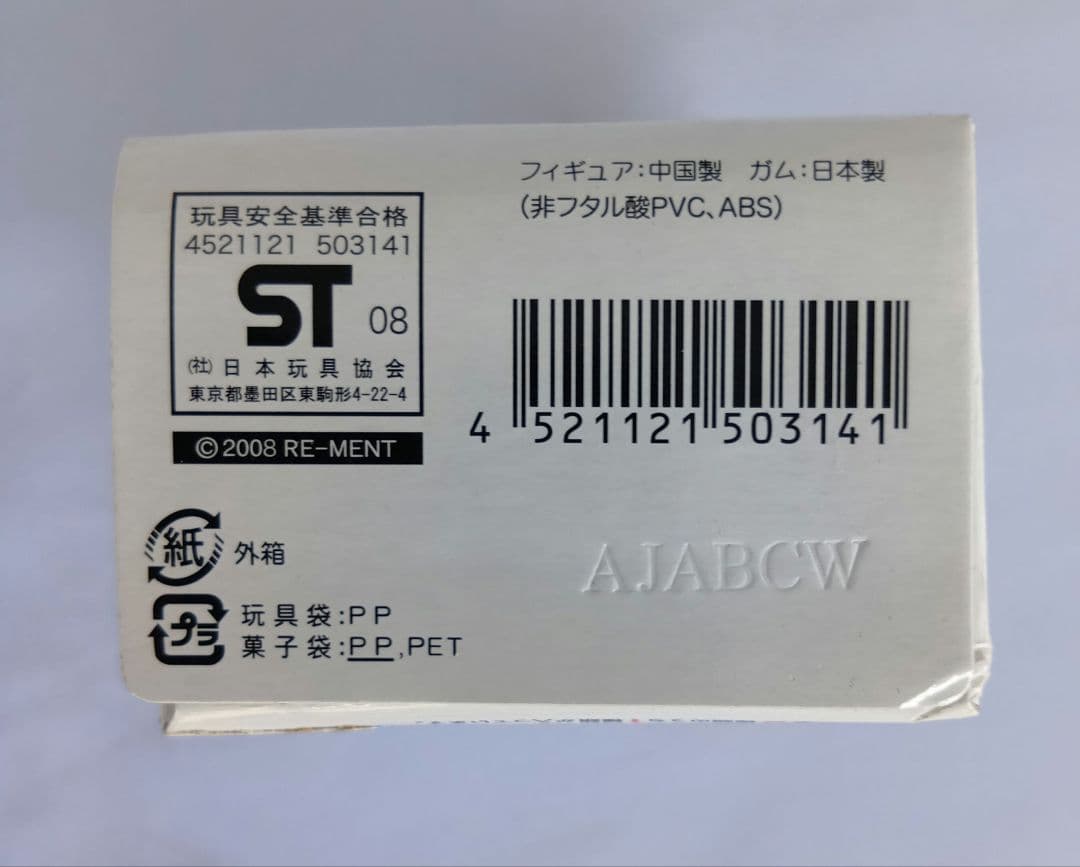 フィギュア：中国製　ガム：日本製
（非フタル酸PVC、ABS）
玩具安全基準合格
4521121 503141
ST 08
㈳日本玩具協会
東京都墨田区東駒形4-22-4
©2008 RE-MENT
4 521121 503141
AJABCW
紙 外箱
プラ 玩具袋：PP
菓子袋：PP,PET